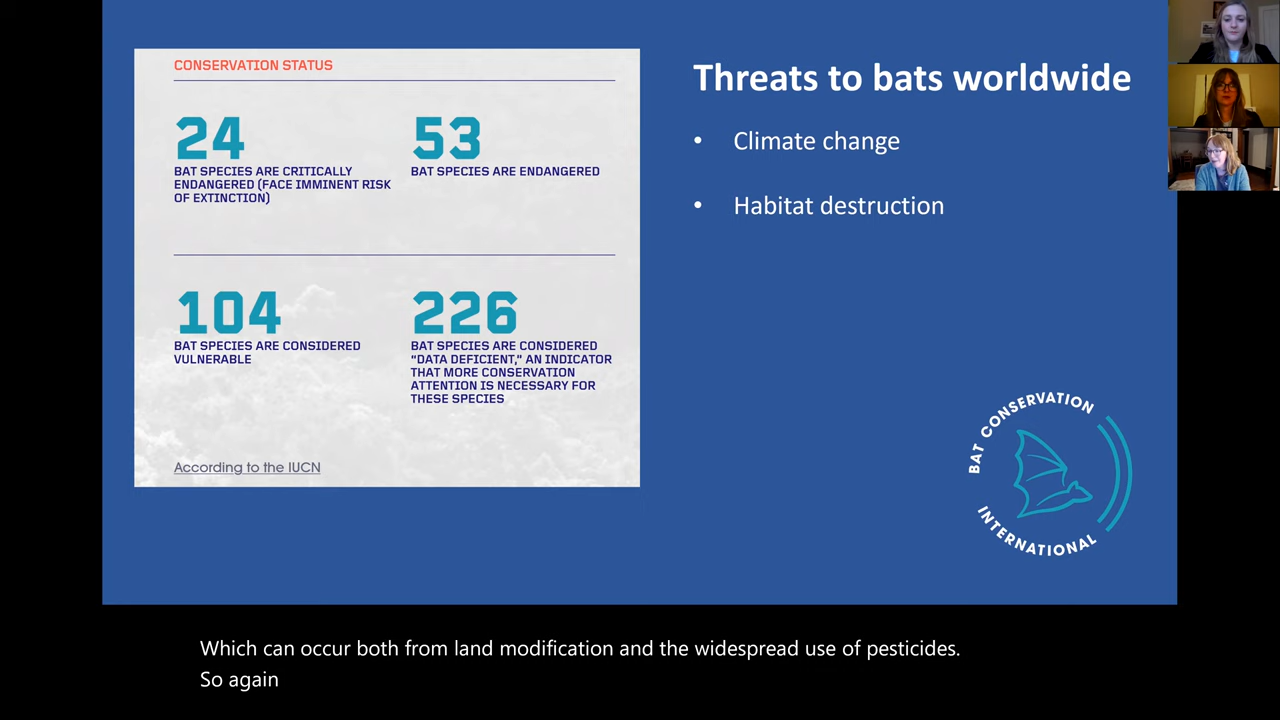 CONSERVATION STATUS
24
BAT SPECIES ARE CRITICALLY
ENDANGERED (FACE IMMINENT RISK
OF EXTINCTION)
53
BAT SPECIES ARE ENDANGERED
104
BAT SPECIES ARE CONSIDERED
VULNERABLE
226
BAT SPECIES ARE CONSIDERED
“DATA DEFICIENT,” AN INDICATOR
THAT MORE CONSERVATION
ATTENTION IS NECESSARY FOR
THESE SPECIES
According to the IUCN
Threats to bats worldwide
• Climate change
• Habitat destruction
BAT CONSERVATION
INTERNATIONAL
Which can occur both from land modification and the widespread use of pesticides.
So again